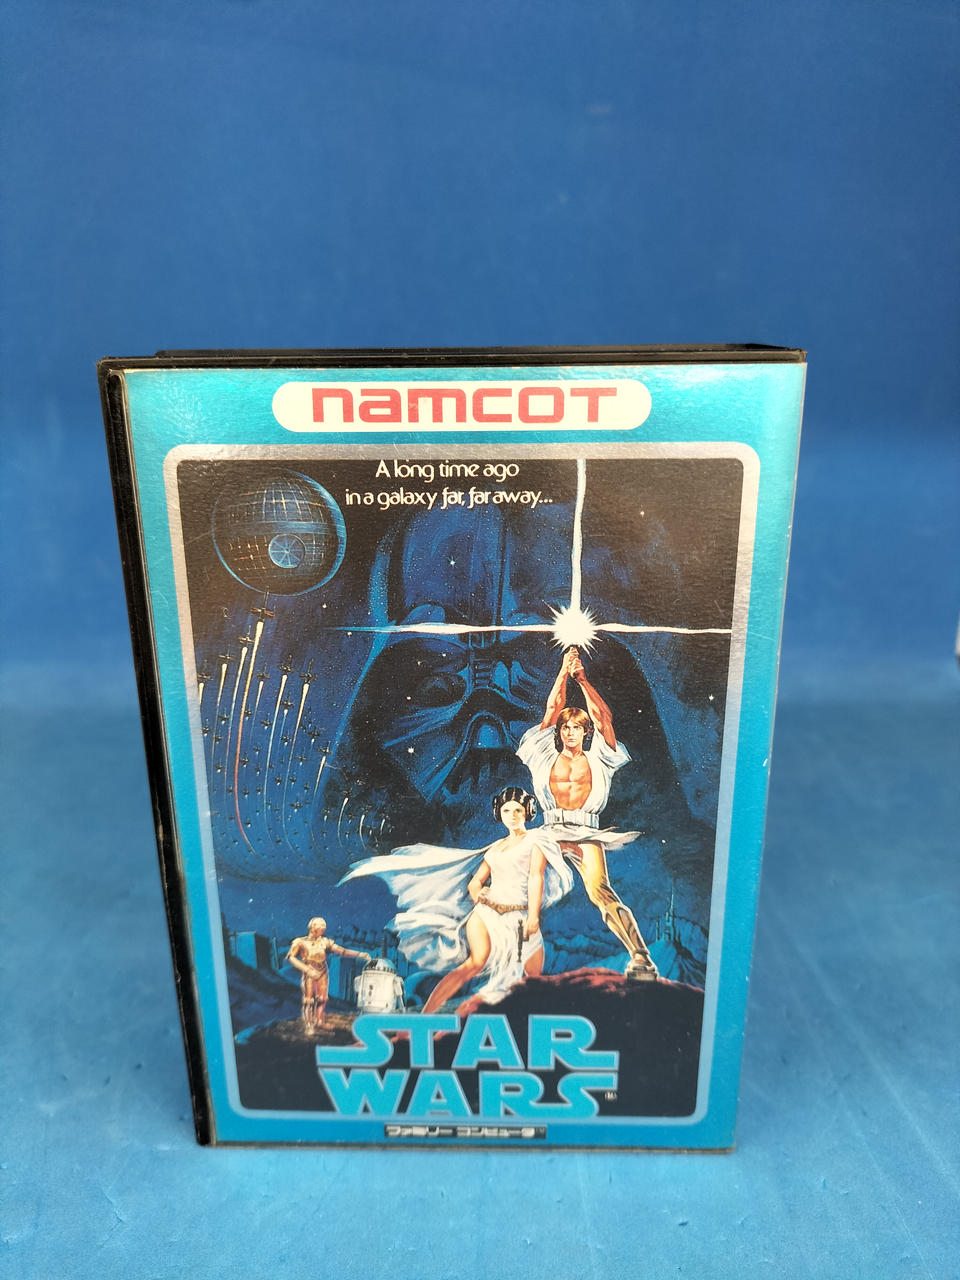 namcot
A long time ago
in a galaxy far, far away...
STAR
WARS
ファミリーコンピュータ